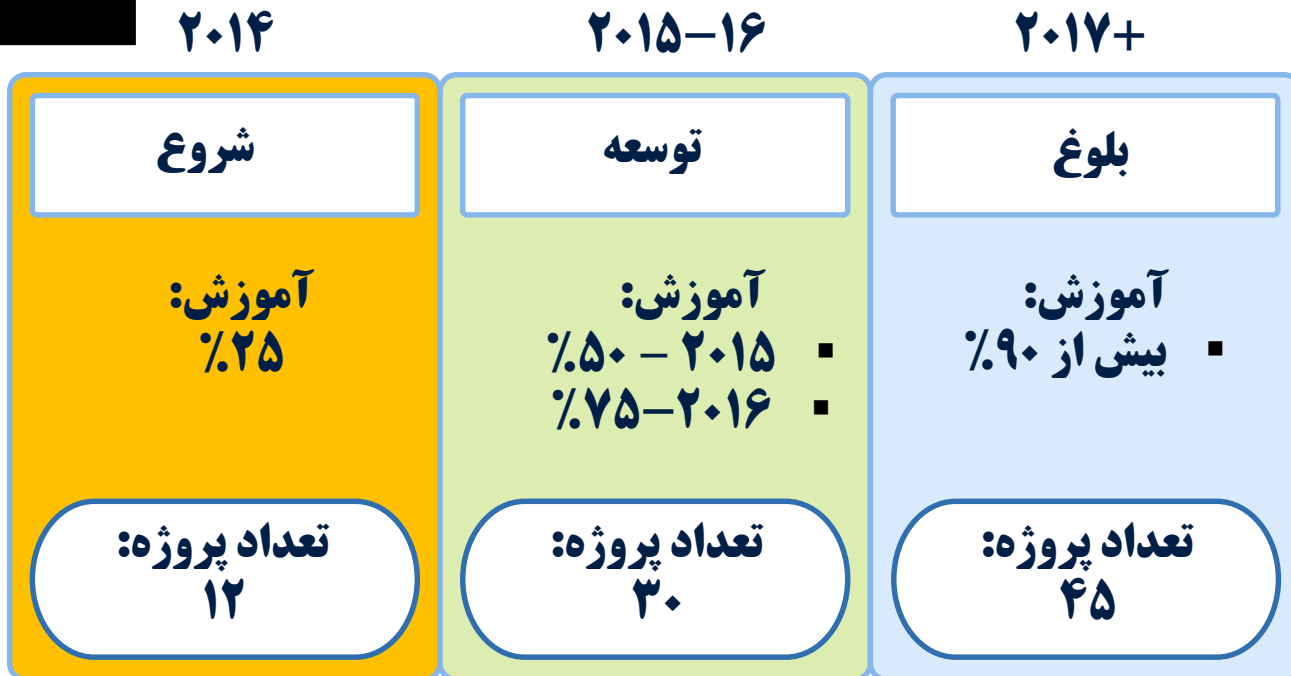 ۲۰۱۴
۲۰۱۵–۱۶
+۲۰۱۷+
شروع
توسعه
بلوغ
آموزش:
۲۵%
آموزش:
▪ ۲۰۱۵ – ۵۰%
▪ ۲۰۱۶–۷۵%
آموزش:
▪ بیش از ۹۰%
تعداد پروژه:
۱۲
تعداد پروژه:
۳۰
تعداد پروژه:
۴۵